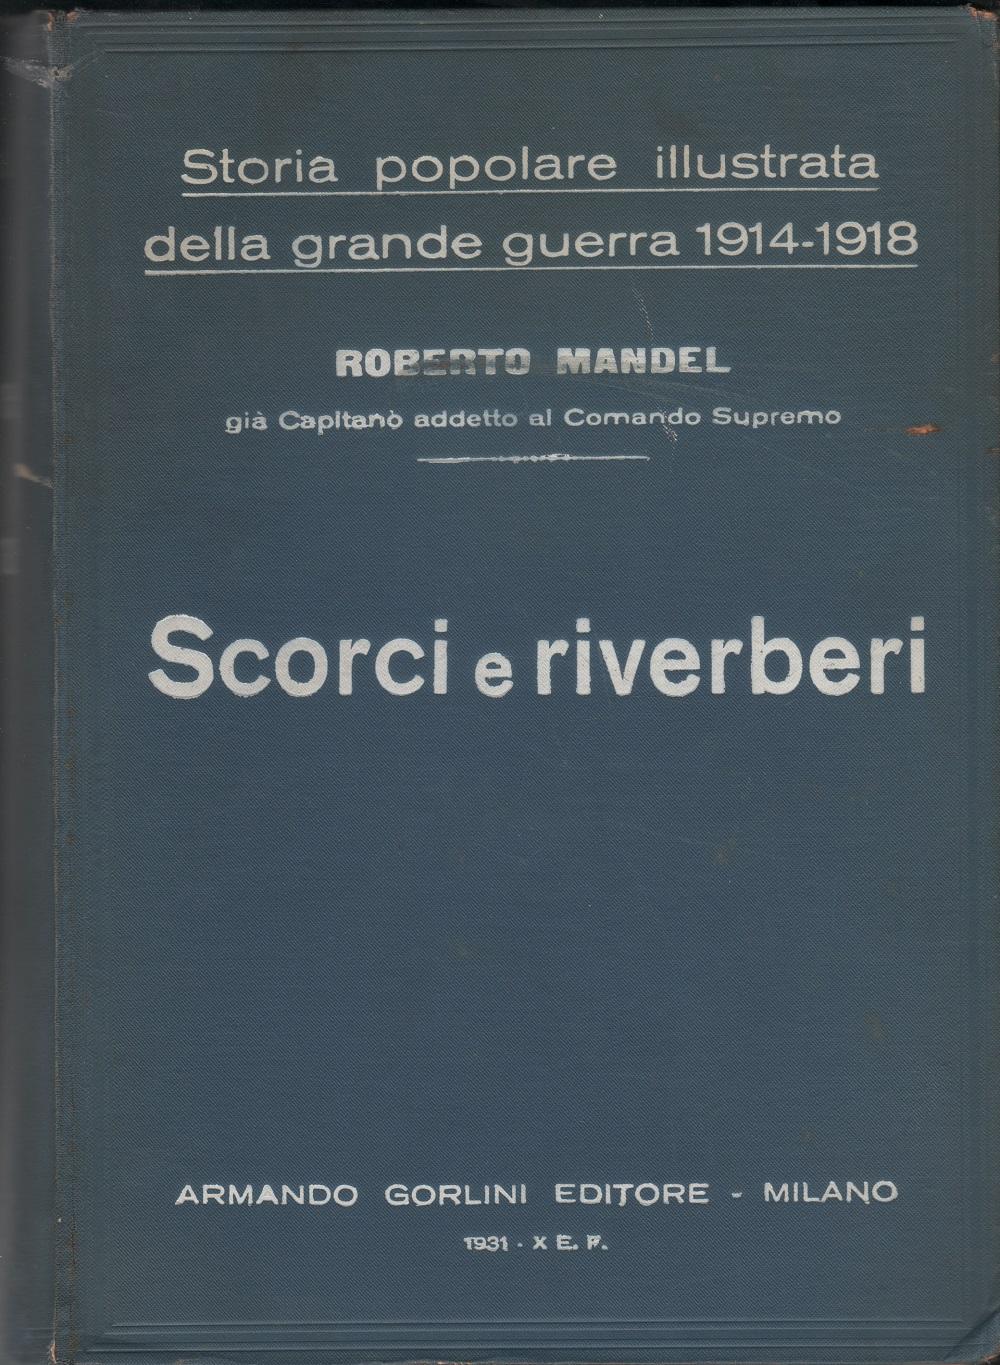 Storia popolare illustrata
della grande guerra 1914-1918
ROBERTO MANDEL
già Capitano addetto al Comando Supremo
Scorci e riverberi
ARMANDO GORLINI EDITORE - MILANO
1931 - X E. F.